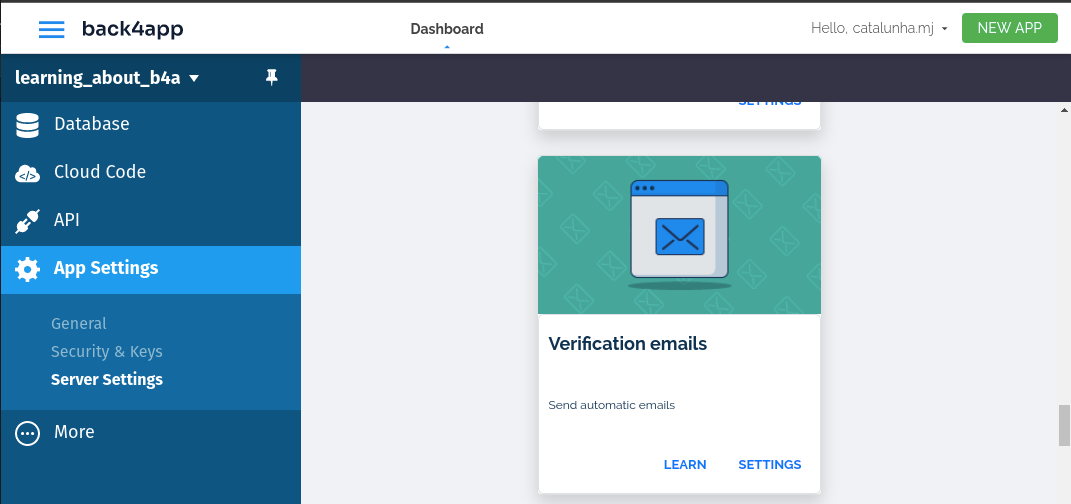 back4app
Dashboard
Hello, catalunha.mj
NEW APP
learning_about_b4a
Database
Cloud Code
API
App Settings
General
Security & Keys
Server Settings
More
SETTINGS
Verification emails
Send automatic emails
LEARN
SETTINGS